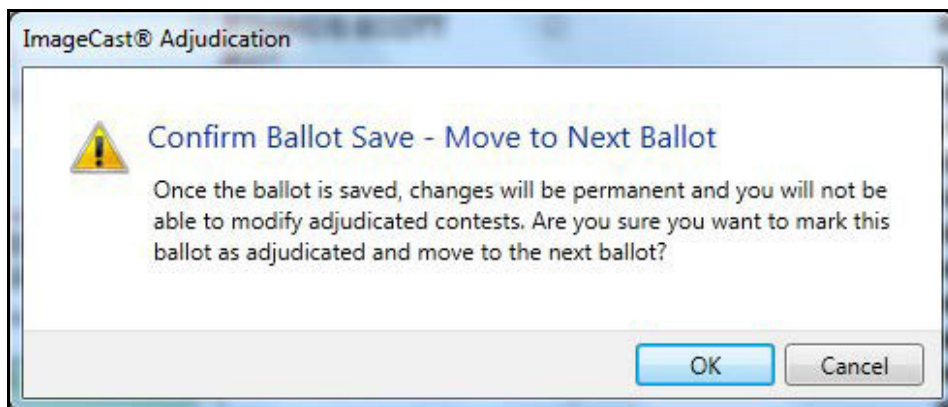 ImageCast® Adjudication
Confirm Ballot Save - Move to Next Ballot
Once the ballot is saved, changes will be permanent and you will not be
able to modify adjudicated contests. Are you sure you want to mark this
ballot as adjudicated and move to the next ballot?
OK
Cancel